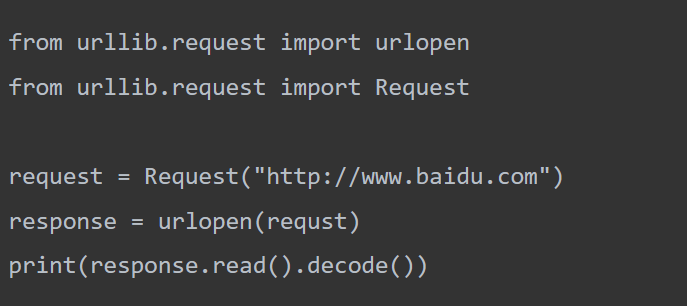 from urllib.request import urlopen
from urllib.request import Request
request = Request("http://www.baidu.com")
response = urlopen(requst)
print(response.read().decode())